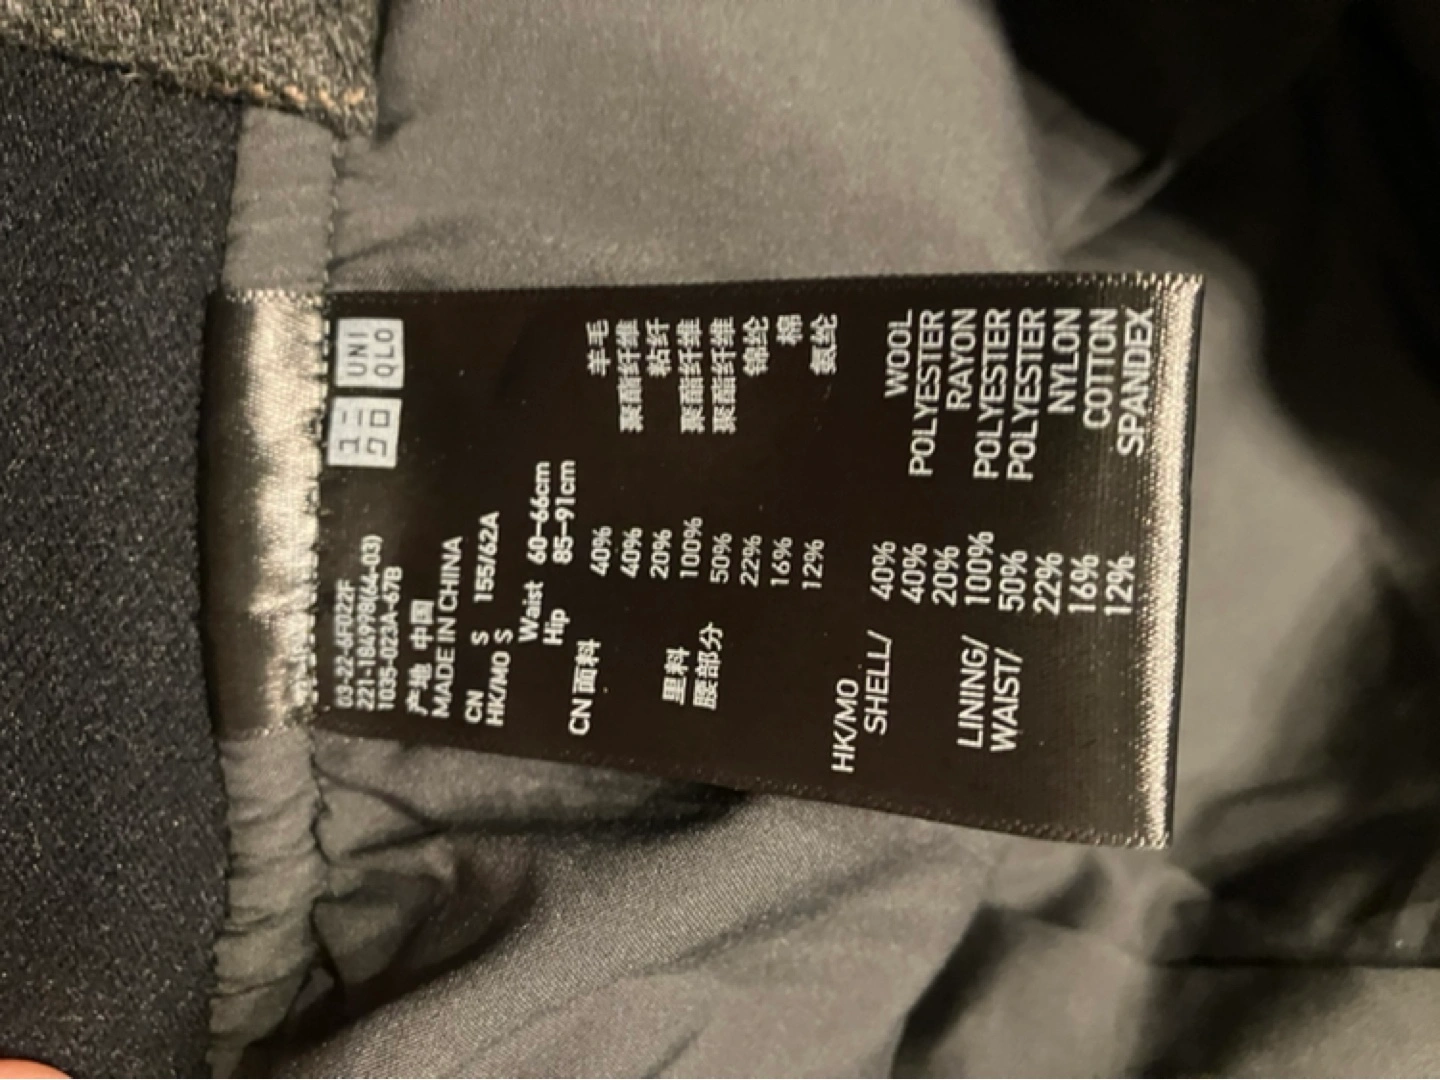 ユニ UNI
クロ QLO
03-22-6F022F
221-184998(64-03)
1035-023A-67B
产地 中国
MADE IN CHINA
CN S 155/62A
HK/MO S
Waist 60-66cm
Hip 85-91cm
CN 面料 40% 羊毛
40% 聚酯纤维
20% 粘纤
里料 100% 聚酯纤维
腰部分 50% 聚酯纤维
22% 锦纶
16% 棉
12% 氨纶
HK/MO
SHELL/ 40% WOOL
40% POLYESTER
20% RAYON
LINING/ 100% POLYESTER
WAIST/ 50% POLYESTER
22% NYLON
16% COTTON
12% SPANDEX